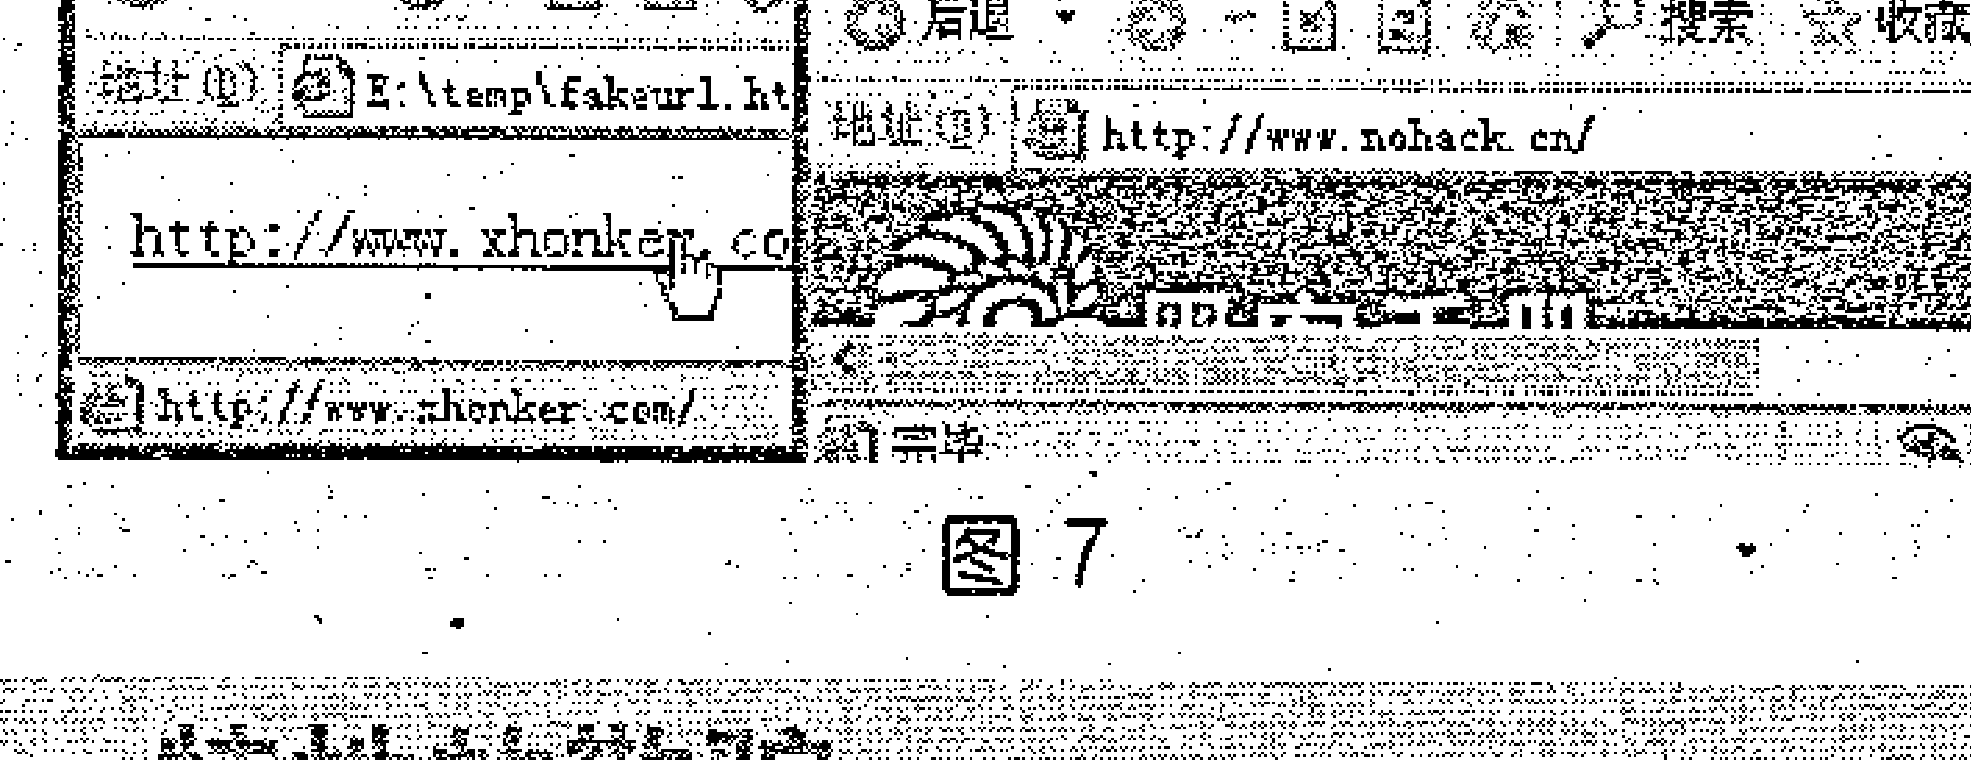 后退 搜索 收藏
地址(D) E:\temp\fakeurl.ht
地址(D) http://www.nohack.cn/
http://www.xhonker.co
http://www.xhonker.com/
完毕
图 7